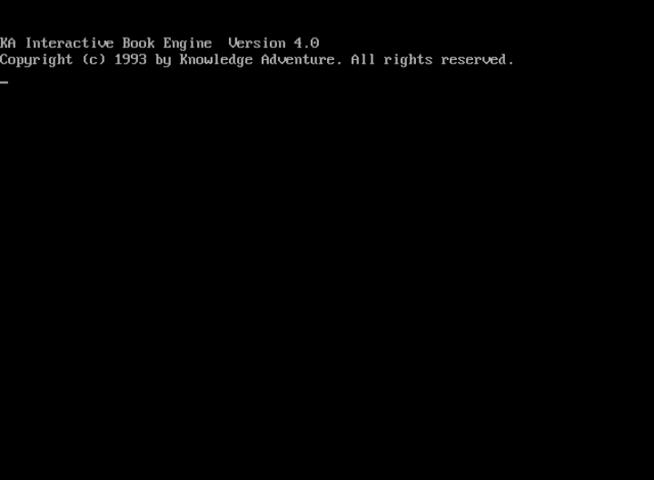 KA Interactive Book Engine  Version 4.0
Copyright (c) 1993 by Knowledge Adventure. All rights reserved.